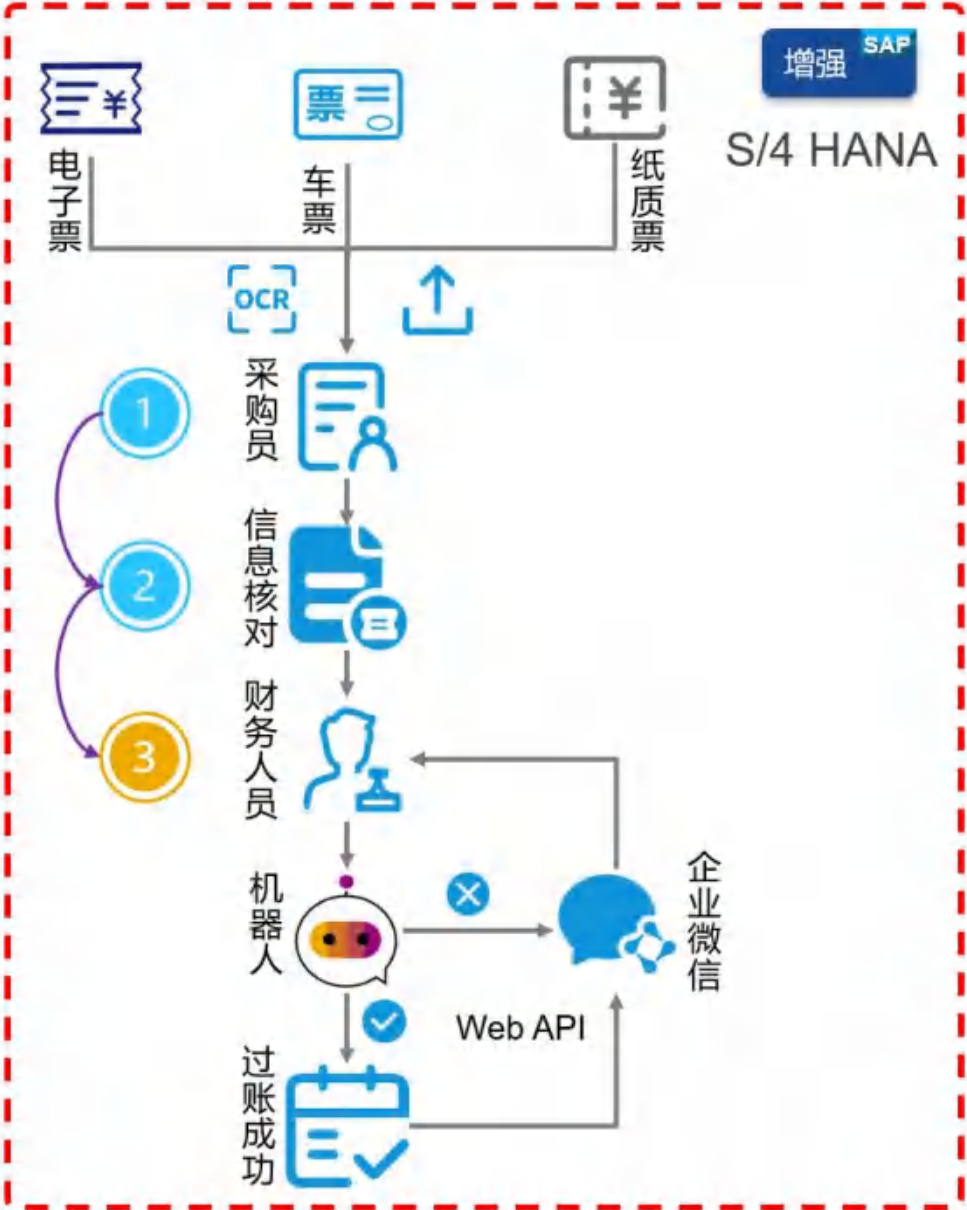 增强
SAP
S/4 HANA
¥
票
¥
电子票
车票
纸质票
OCR
采购员
1
信息核对
2
财务人员
3
机器人
企业微信
Web API
过账成功